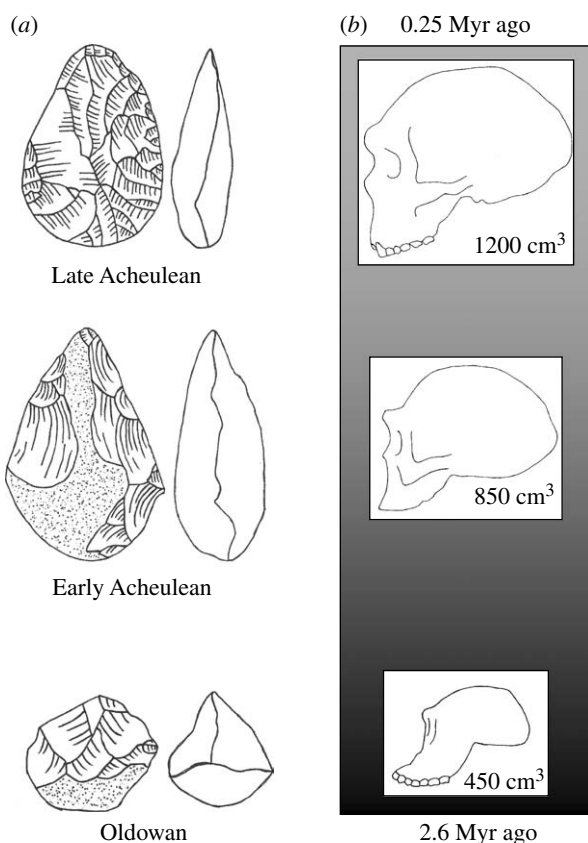 (a)
(b) 0.25 Myr ago
1200 cm³
Late Acheulean
850 cm³
Early Acheulean
450 cm³
Oldowan
2.6 Myr ago